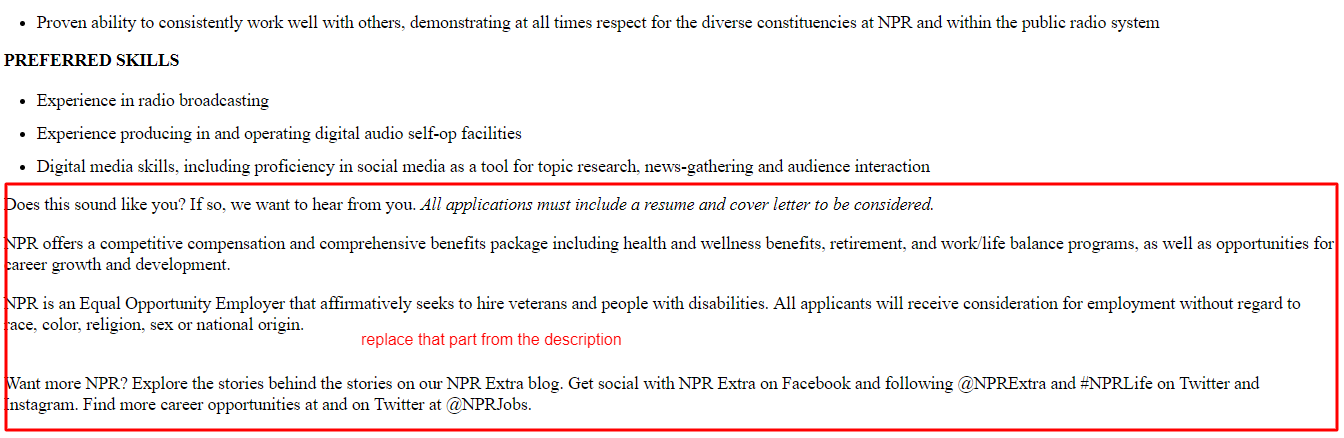 • Proven ability to consistently work well with others, demonstrating at all times respect for the diverse constituencies at NPR and within the public radio system
PREFERRED SKILLS
• Experience in radio broadcasting
• Experience producing in and operating digital audio self-op facilities
• Digital media skills, including proficiency in social media as a tool for topic research, news-gathering and audience interaction
Does this sound like you? If so, we want to hear from you. All applications must include a resume and cover letter to be considered.
NPR offers a competitive compensation and comprehensive benefits package including health and wellness benefits, retirement, and work/life balance programs, as well as opportunities for
career growth and development.
NPR is an Equal Opportunity Employer that affirmatively seeks to hire veterans and people with disabilities. All applicants will receive consideration for employment without regard to
race, color, religion, sex or national origin.
replace that part from the description
Want more NPR? Explore the stories behind the stories on our NPR Extra blog. Get social with NPR Extra on Facebook and following @NPRExtra and #NPRLife on Twitter and
Instagram. Find more career opportunities at and on Twitter at @NPRJobs.